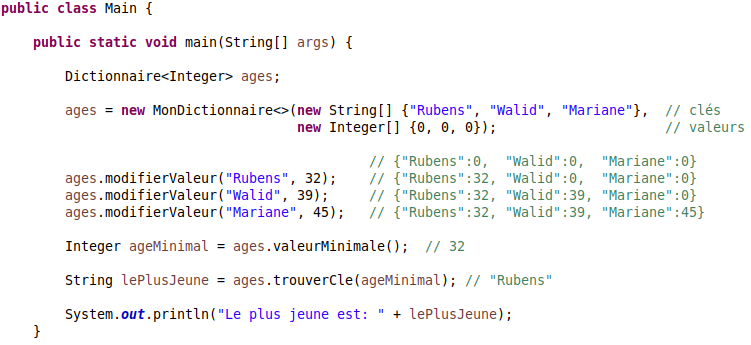 public class Main {
public static void main(String[] args) {
Dictionnaire<Integer> ages;
ages = new MonDictionnaire<>(new String[] {"Rubens", "Walid", "Mariane"},  // clés
new Integer[] {0, 0, 0});  // valeurs
// {"Rubens":0,  "Walid":0,  "Mariane":0}
ages.modifierValeur("Rubens", 32);    // {"Rubens":32, "Walid":0,  "Mariane":0}
ages.modifierValeur("Walid", 39);     // {"Rubens":32, "Walid":39, "Mariane":0}
ages.modifierValeur("Mariane", 45);   // {"Rubens":32, "Walid":39, "Mariane":45}
Integer ageMinimal = ages.valeurMinimale();  // 32
String lePlusJeune = ages.trouverCle(ageMinimal); // "Rubens"
System.out.println("Le plus jeune est: " + lePlusJeune);
}